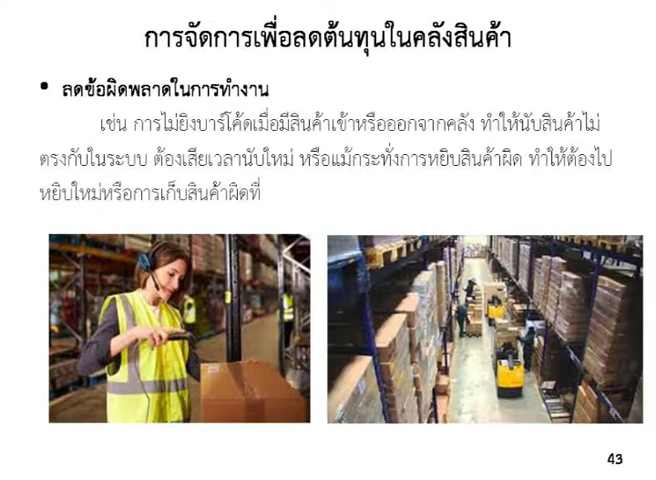 การจัดการเพื่อลดต้นทุนในคลังสินค้า
• ลดข้อผิดพลาดในการทำงาน
เช่น การไม่ยิงบาร์โค้ดเมื่อมีสินค้าเข้าหรือออกจากคลัง ทำให้นับสินค้าไม่
ตรงกับในระบบ ต้องเสียเวลานับใหม่ หรือแม้กระทั่งการหยิบสินค้าผิด ทำให้ต้องไป
หยิบใหม่หรือการเก็บสินค้าผิดที่
43